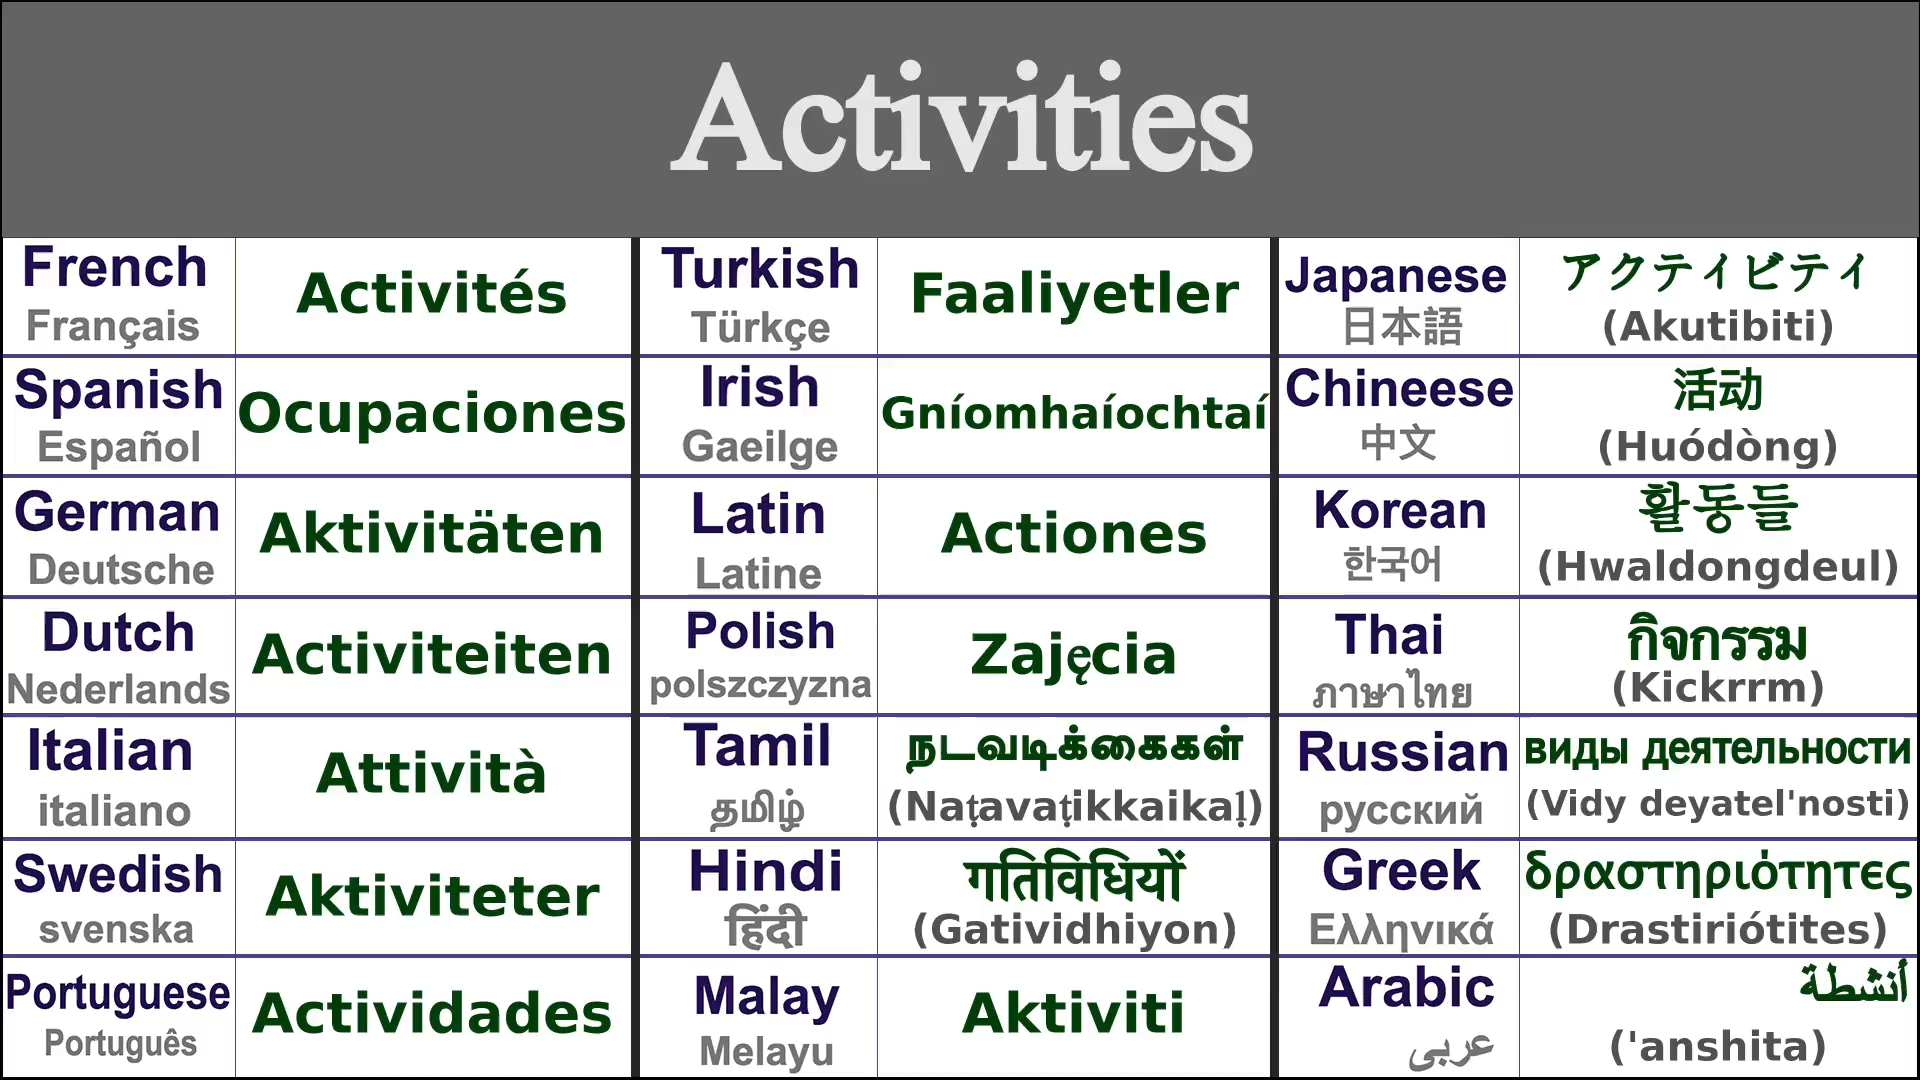 Activities
French
Français
Activités
Turkish
Türkçe
Faaliyetler
Japanese
日本語
アクティビティ
(Akutibiti)
Spanish
Español
Ocupaciones
Irish
Gaeilge
Gníomhaíochtaí
Chineese
中文
活动
(Huódòng)
German
Deutsche
Aktivitäten
Latin
Latine
Actiones
Korean
한국어
활동들
(Hwaldongdeul)
Dutch
Nederlands
Activiteiten
Polish
polszczyzna
Zajęcia
Thai
ภาษาไทย
กิจกรรม
(Kickrrm)
Italian
italiano
Attività
Tamil
தமிழ்
நடவடிக்கைகள்
(Naṭavaṭikkaikaḷ)
Russian
русский
виды деятельности
(Vidy deyatel'nosti)
Swedish
svenska
Aktiviteter
Hindi
हिंदी
गतिविधियों
(Gatividhiyon)
Greek
Ελληνικά
δραστηριότητες
(Drastiriótites)
Portuguese
Português
Actividades
Malay
Melayu
Aktiviti
Arabic
عربى
أنشطة
('anshita)